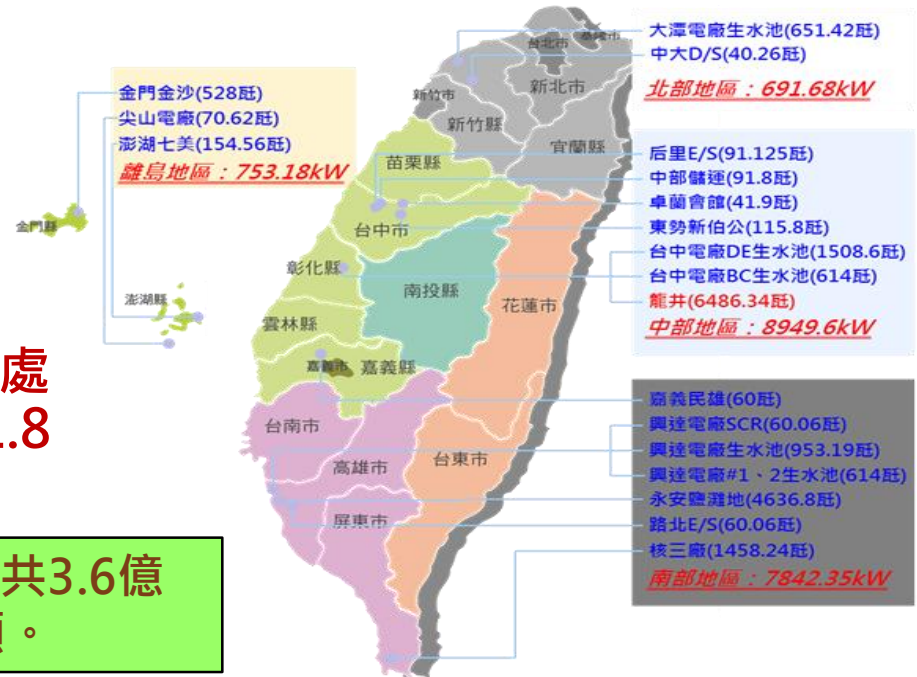 大潭電廠生水池(651.42瓩)
中大D/S(40.26瓩)
北部地區：691.68kW
金門金沙(528瓩)
尖山電廠(70.62瓩)
澎湖七美(154.56瓩)
離島地區：753.18kW
后里E/S(91.125瓩)
中部儲運(91.8瓩)
卓蘭會館(41.9瓩)
東勢新伯公(115.8瓩)
台中電廠DE生水池(1508.6瓩)
台中電廠BC生水池(614瓩)
龍井(6486.34瓩)
中部地區：8949.6kW
嘉義民雄(60瓩)
興達電廠SCR(60.06瓩)
興達電廠生水池(953.19瓩)
興達電廠#1、2生水池(614瓩)
永安鹽灘地(4636.8瓩)
路北E/S(60.06瓩)
核三廠(1458.24瓩)
南部地區：7842.35kW
台北市
基隆市
新北市
新竹市
新竹縣
宜蘭縣
苗栗縣
台中市
彰化縣
南投縣
花蓮市
雲林縣
嘉義市
嘉義縣
台南市
高雄市
台東市
屏東市
金門縣
澎湖縣
處
.8
共3.6億
。